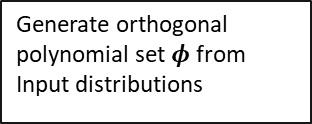 Generate orthogonal
polynomial set ϕ from
Input distributions